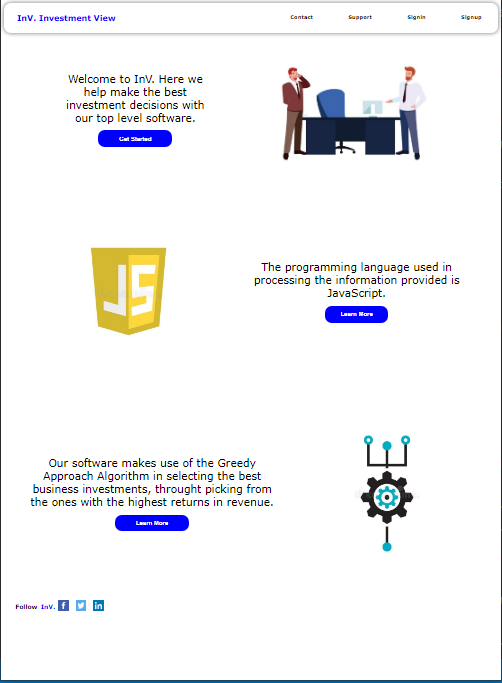 InV. Investment View
Contact Support Signin Signup
Welcome to InV. Here we
help make the best
investment decisions with
our top level software.
Get Started
JS
The programming language used in
processing the information provided is
JavaScript.
Learn More
Our software makes use of the Greedy
Approach Algorithm in selecting the best
business investments, throught picking from
the ones with the highest returns in revenue.
Learn More
Follow InV. f in